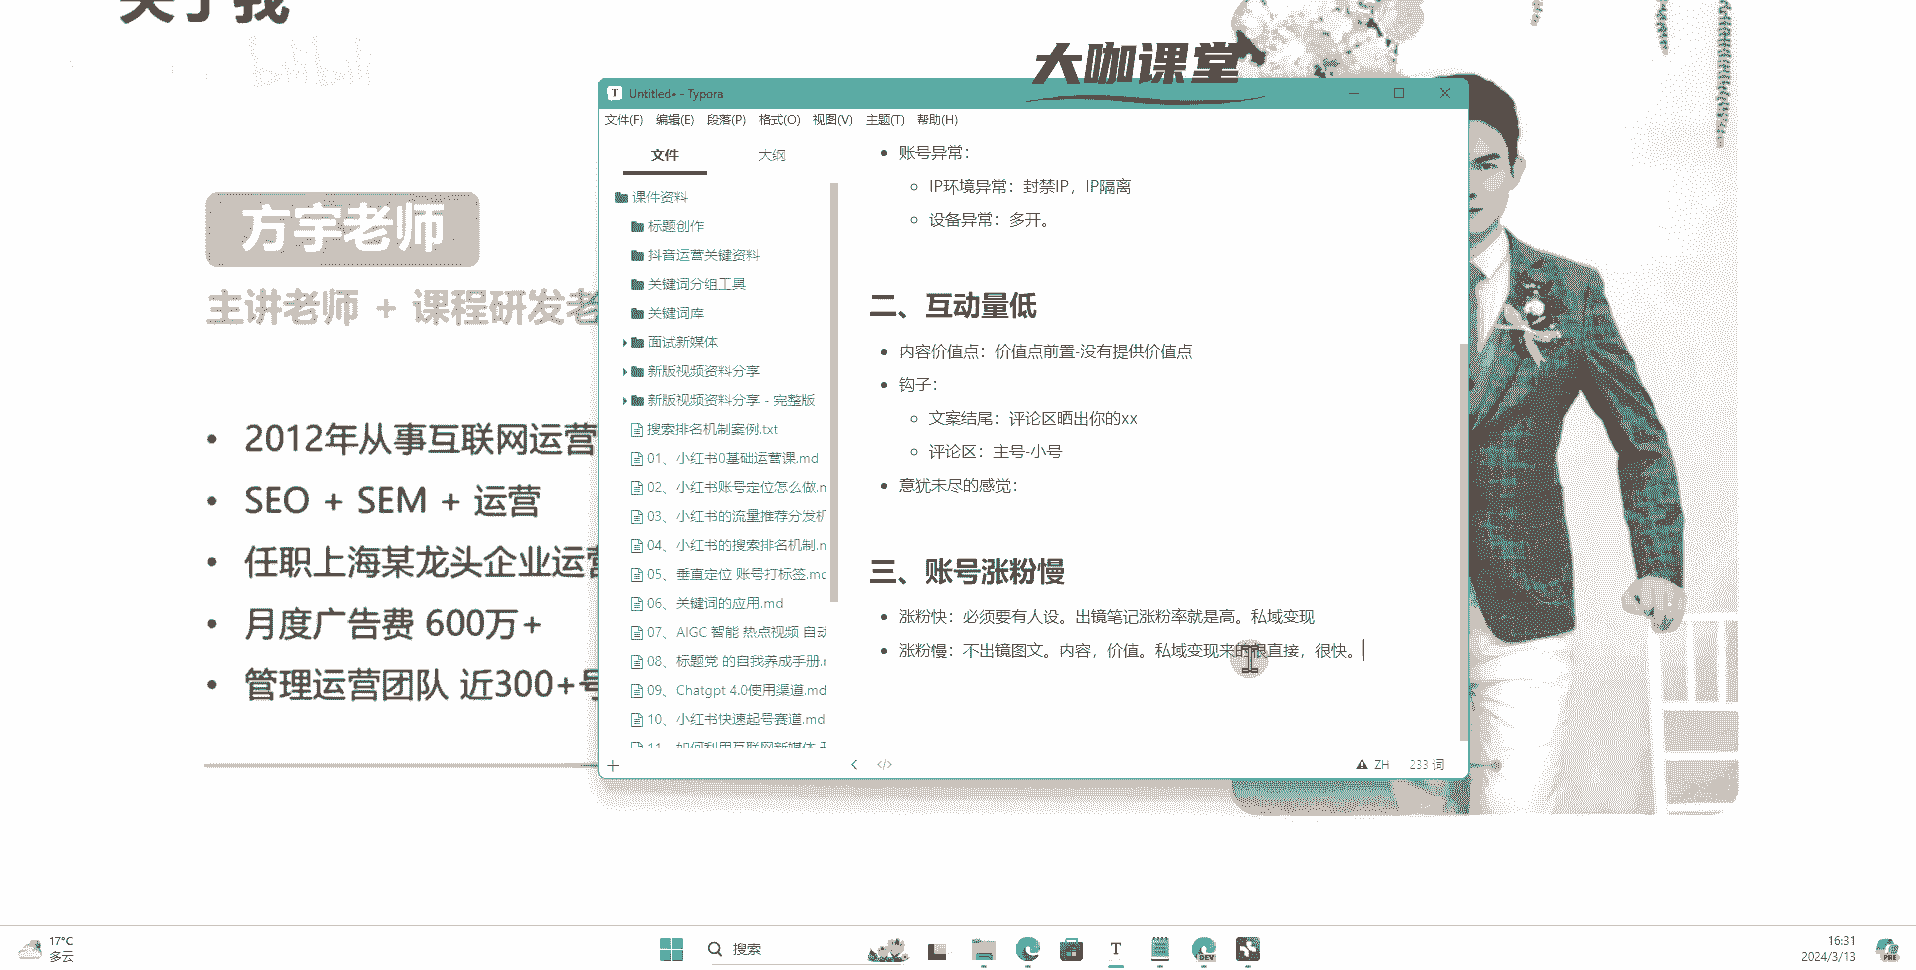 关于我
bilibili
大咖课堂
方宇老师
主讲老师 + 课程研发老
2012年从事互联网运营
SEO + SEM + 运营
任职上海某龙头企业运营
月度广告费 600万+
管理运营团队 近300+号
Untitled• - Typora
文件(F) 编辑(E) 段落(P) 格式(O) 视图(V) 主题(T) 帮助(H)
文件 大纲
课件资料
标题创作
抖音运营关键资料
关键词分组工具
关键词库
面试新媒体
新版视频资料分享
新版视频资料分享 - 完整版
搜索排名机制案例.txt
01、小红书0基础运营课.md
02、小红书账号定位怎么做.m
03、小红书的流量推荐分发机
04、小红书的搜索排名机制.m
05、垂直定位 账号打标签.md
06、关键词的应用.md
07、AIGC 智能 热点视频 自动
08、标题党 的自我养成手册.m
09、Chatgpt 4.0使用渠道.md
10、小红书快速起号赛道.md
11、如何利用互联网新媒体
账号异常：
IP环境异常：封禁IP，IP隔离
设备异常：多开。
二、互动量低
内容价值点：价值点前置-没有提供价值点
钩子：
文案结尾：评论区晒出你的xx
评论区：主号-小号
意犹未尽的感觉：
三、账号涨粉慢
涨粉快：必须要有人设。出镜笔记涨粉率就是高。私域变现
涨粉慢：不出镜图文。内容，价值。私域变现来的很直接，很快。
ZH 233 词
17°C
多云
搜索
16:31
2024/3/13